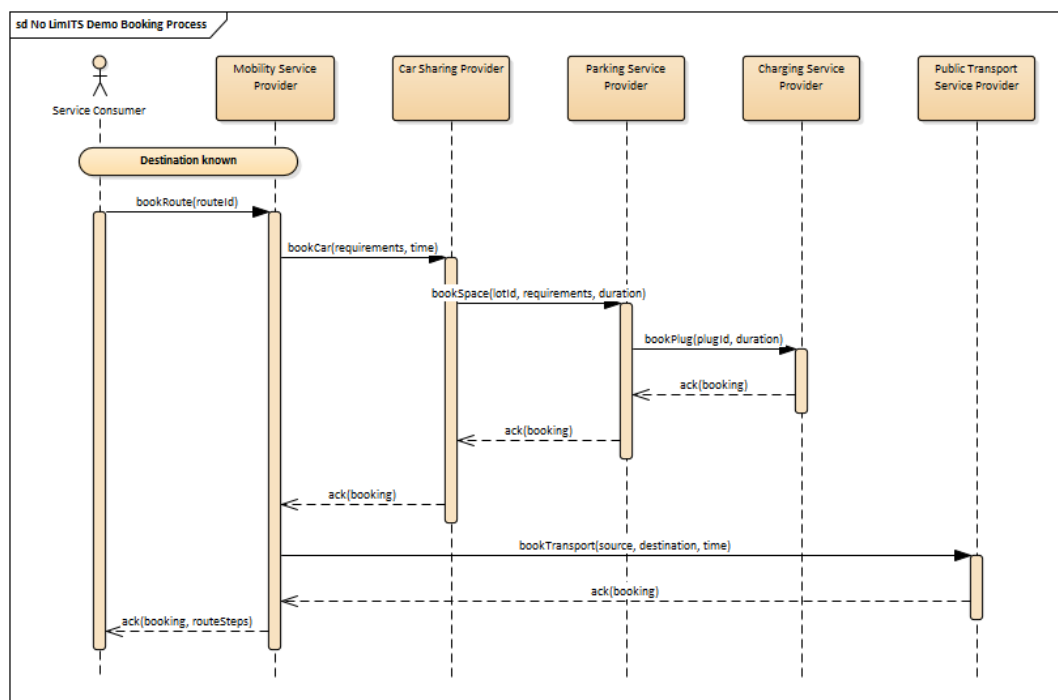 sd No LimITS Demo Booking Process
Service Consumer
Mobility Service
Provider
Car Sharing Provider
Parking Service
Provider
Charging Service
Provider
Public Transport
Service Provider
Destination known
bookRoute(routeId)
bookCar(requirements, time)
bookSpace(lotId, requirements, duration)
bookPlug(plugId, duration)
ack(booking)
ack(booking)
ack(booking)
bookTransport(source, destination, time)
ack(booking)
ack(booking, routeSteps)